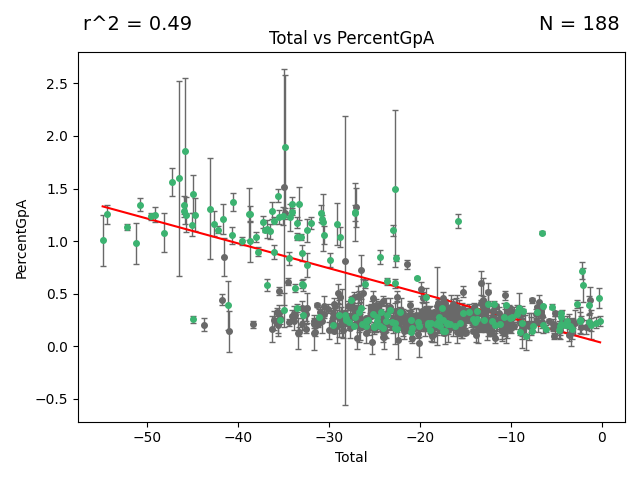 r^2 = 0.49
N = 188
Total vs PercentGpA
PercentGpA
2.5
2.0
1.5
1.0
0.5
0.0
−0.5
−50
−40
−30
−20
−10
0
Total